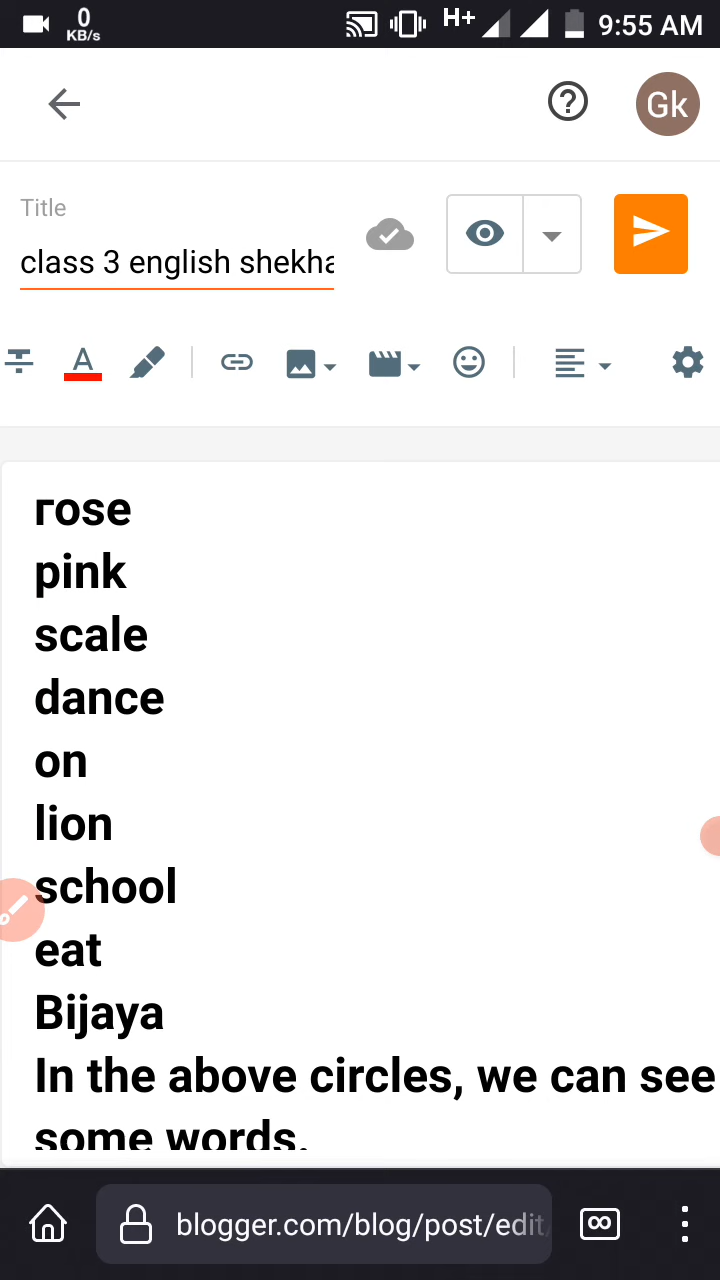 0
KB/s
H+
9:55 AM
Gk
Title
class 3 english shekha
A
rose
pink
scale
dance
on
lion
school
eat
Bijaya
In the above circles, we can see
some words.
blogger.com/blog/post/edit